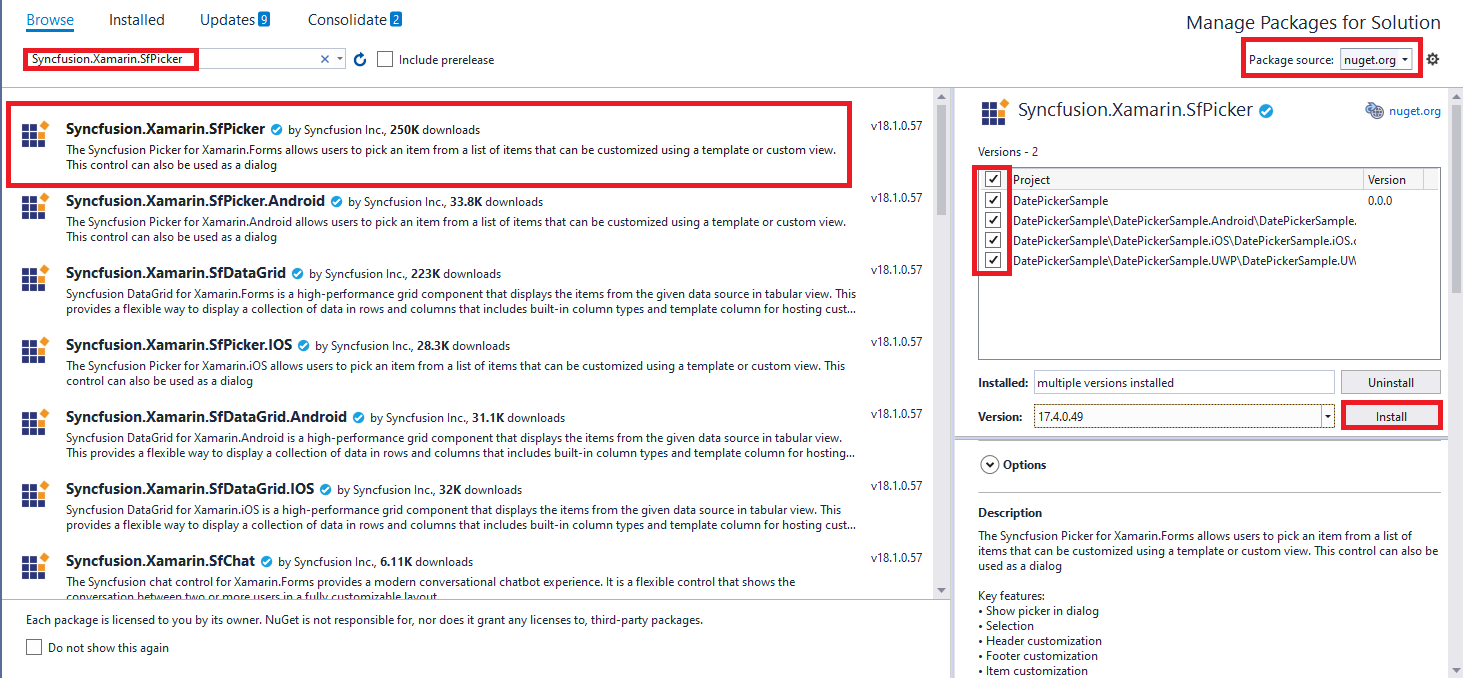 Browse
Installed
Updates 9
Consolidate 2
Manage Packages for Solution
Syncfusion.Xamarin.SfPicker
Include prerelease
Package source: nuget.org
Syncfusion.Xamarin.SfPicker by Syncfusion Inc., 250K downloads
v18.1.0.57
The Syncfusion Picker for Xamarin.Forms allows users to pick an item from a list of items that can be customized using a template or custom view.
This control can also be used as a dialog
Syncfusion.Xamarin.SfPicker.Android by Syncfusion Inc., 33.8K downloads
v18.1.0.57
The Syncfusion Picker for Xamarin.Android allows users to pick an item from a list of items that can be customized using a template or custom view.
This control can also be used as a dialog
Syncfusion.Xamarin.SfDataGrid by Syncfusion Inc., 223K downloads
v18.1.0.57
Syncfusion DataGrid for Xamarin.Forms is a high-performance grid component that displays the items from the given data source in tabular view. This
provides a flexible way to display a collection of data in rows and columns that includes built-in column types and template column for hosting cust...
Syncfusion.Xamarin.SfPicker.IOS by Syncfusion Inc., 28.3K downloads
v18.1.0.57
The Syncfusion Picker for Xamarin.iOS allows users to pick an item from a list of items that can be customized using a template or custom view. This
control can also be used as a dialog
Syncfusion.Xamarin.SfDataGrid.Android by Syncfusion Inc., 31.1K downloads
v18.1.0.57
Syncfusion DataGrid for Xamarin.Android is a high-performance grid component that displays the items from the given data source in tabular view.
This provides a flexible way to display a collection of data in rows and columns that includes built-in column types and template column for hosting...
Syncfusion.Xamarin.SfDataGrid.IOS by Syncfusion Inc., 32K downloads
v18.1.0.57
Syncfusion DataGrid for Xamarin.iOS is a high-performance grid component that displays the items from the given data source in tabular view. This
provides a flexible way to display a collection of data in rows and columns that includes built-in column types and template column for hosting cust...
Syncfusion.Xamarin.SfChat by Syncfusion Inc., 6.11K downloads
v18.1.0.57
The Syncfusion chat control for Xamarin.Forms provides a modern conversational chatbot experience. It is a flexible control that shows the
conversation between two or more users in a fully customizable layout
Each package is licensed to you by its owner. NuGet is not responsible for, nor does it grant any licenses to, third-party packages.
Do not show this again
Syncfusion.Xamarin.SfPicker
nuget.org
Versions - 2
Project
Version
DatePickerSample
0.0.0
DatePickerSample\DatePickerSample.Android\DatePickerSample.
DatePickerSample\DatePickerSample.iOS\DatePickerSample.iOS.c
DatePickerSample\DatePickerSample.UWP\DatePickerSample.UW
Installed: multiple versions installed
Uninstall
Version: 17.4.0.49
Install
Options
Description
The Syncfusion Picker for Xamarin.Forms allows users to pick an item from a list of
items that can be customized using a template or custom view. This control can also be
used as a dialog
Key features:
• Show picker in dialog
• Selection
• Header customization
• Footer customization
• Item customization